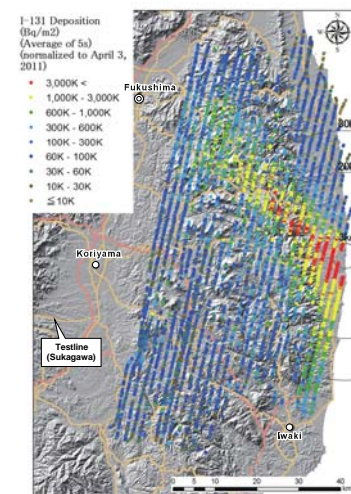 I-131 Deposition
(Bq/m2)
(Average of 5s)
(normalized to April 3,
2011)
3,000K <
1,000K - 3,000K
600K - 1,000K
300K - 600K
100K - 300K
60K - 100K
30K - 60K
10K - 30K
≦10K
Fukushima
Koriyama
Testline
(Sukagawa)
Iwaki
0 5 10 20 30 40